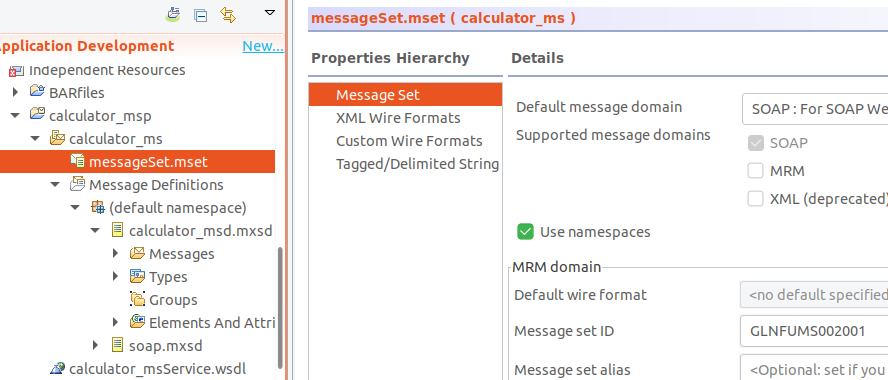 Application Development New...
Independent Resources
BARfiles
calculator_msp
calculator_ms
messageSet.mset
Message Definitions
(default namespace)
calculator_msd.mxsd
Messages
Types
Groups
Elements And Attri
soap.mxsd
calculator_msService.wsdl
messageSet.mset ( calculator_ms )
Properties Hierarchy
Message Set
XML Wire Formats
Custom Wire Formats
Tagged/Delimited String
Details
Default message domain SOAP : For SOAP We
Supported message domains SOAP
MRM
XML (deprecated)
Use namespaces
MRM domain
Default wire format <no default specified
Message set ID GLNFUMS002001
Message set alias <Optional: set if you